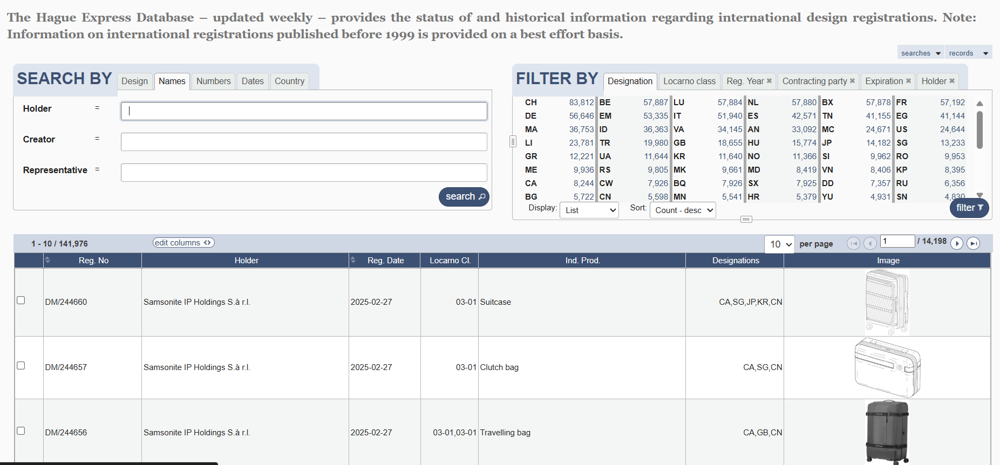 The Hague Express Database – updated weekly – provides the status of and historical information regarding international design registrations. Note:
Information on international registrations published before 1999 is provided on a best effort basis.
searches records
SEARCH BY Design Names Numbers Dates Country
Holder =
Creator =
Representative =
search
FILTER BY Designation Locarno class Reg. Year Contracting party Expiration Holder
CH 83,812 BE 57,887 LU 57,884 NL 57,880 BX 57,878 FR 57,192
DE 56,646 EM 53,335 IT 51,940 ES 42,571 TN 41,155 EG 41,144
MA 36,753 ID 36,363 VA 34,145 AN 33,092 MC 24,671 US 24,644
LI 23,781 TR 19,980 GB 18,655 HU 15,774 JP 14,182 SG 13,233
GR 12,221 UA 11,644 KR 11,640 NO 11,366 SI 9,962 RO 9,953
ME 9,936 RS 9,805 MK 9,661 MD 8,419 VN 8,406 KP 8,395
CA 8,244 CW 7,926 BQ 7,926 SX 7,925 DD 7,357 RU 6,356
BG 5,722 CN 5,598 MN 5,541 HR 5,379 YU 4,931 SN 4,830
Display: List Sort: Count - desc filter
1 - 10 / 141,976 edit columns 10 per page 1 / 14,198
Reg. No Holder Reg. Date Locarno Cl. Ind. Prod. Designations Image
DM/244660 Samsonite IP Holdings S.à r.l. 2025-02-27 03-01 Suitcase CA,SG,JP,KR,CN
DM/244657 Samsonite IP Holdings S.à r.l. 2025-02-27 03-01 Clutch bag CA,SG,CN
DM/244656 Samsonite IP Holdings S.à r.l. 2025-02-27 03-01,03-01 Travelling bag CA,GB,CN